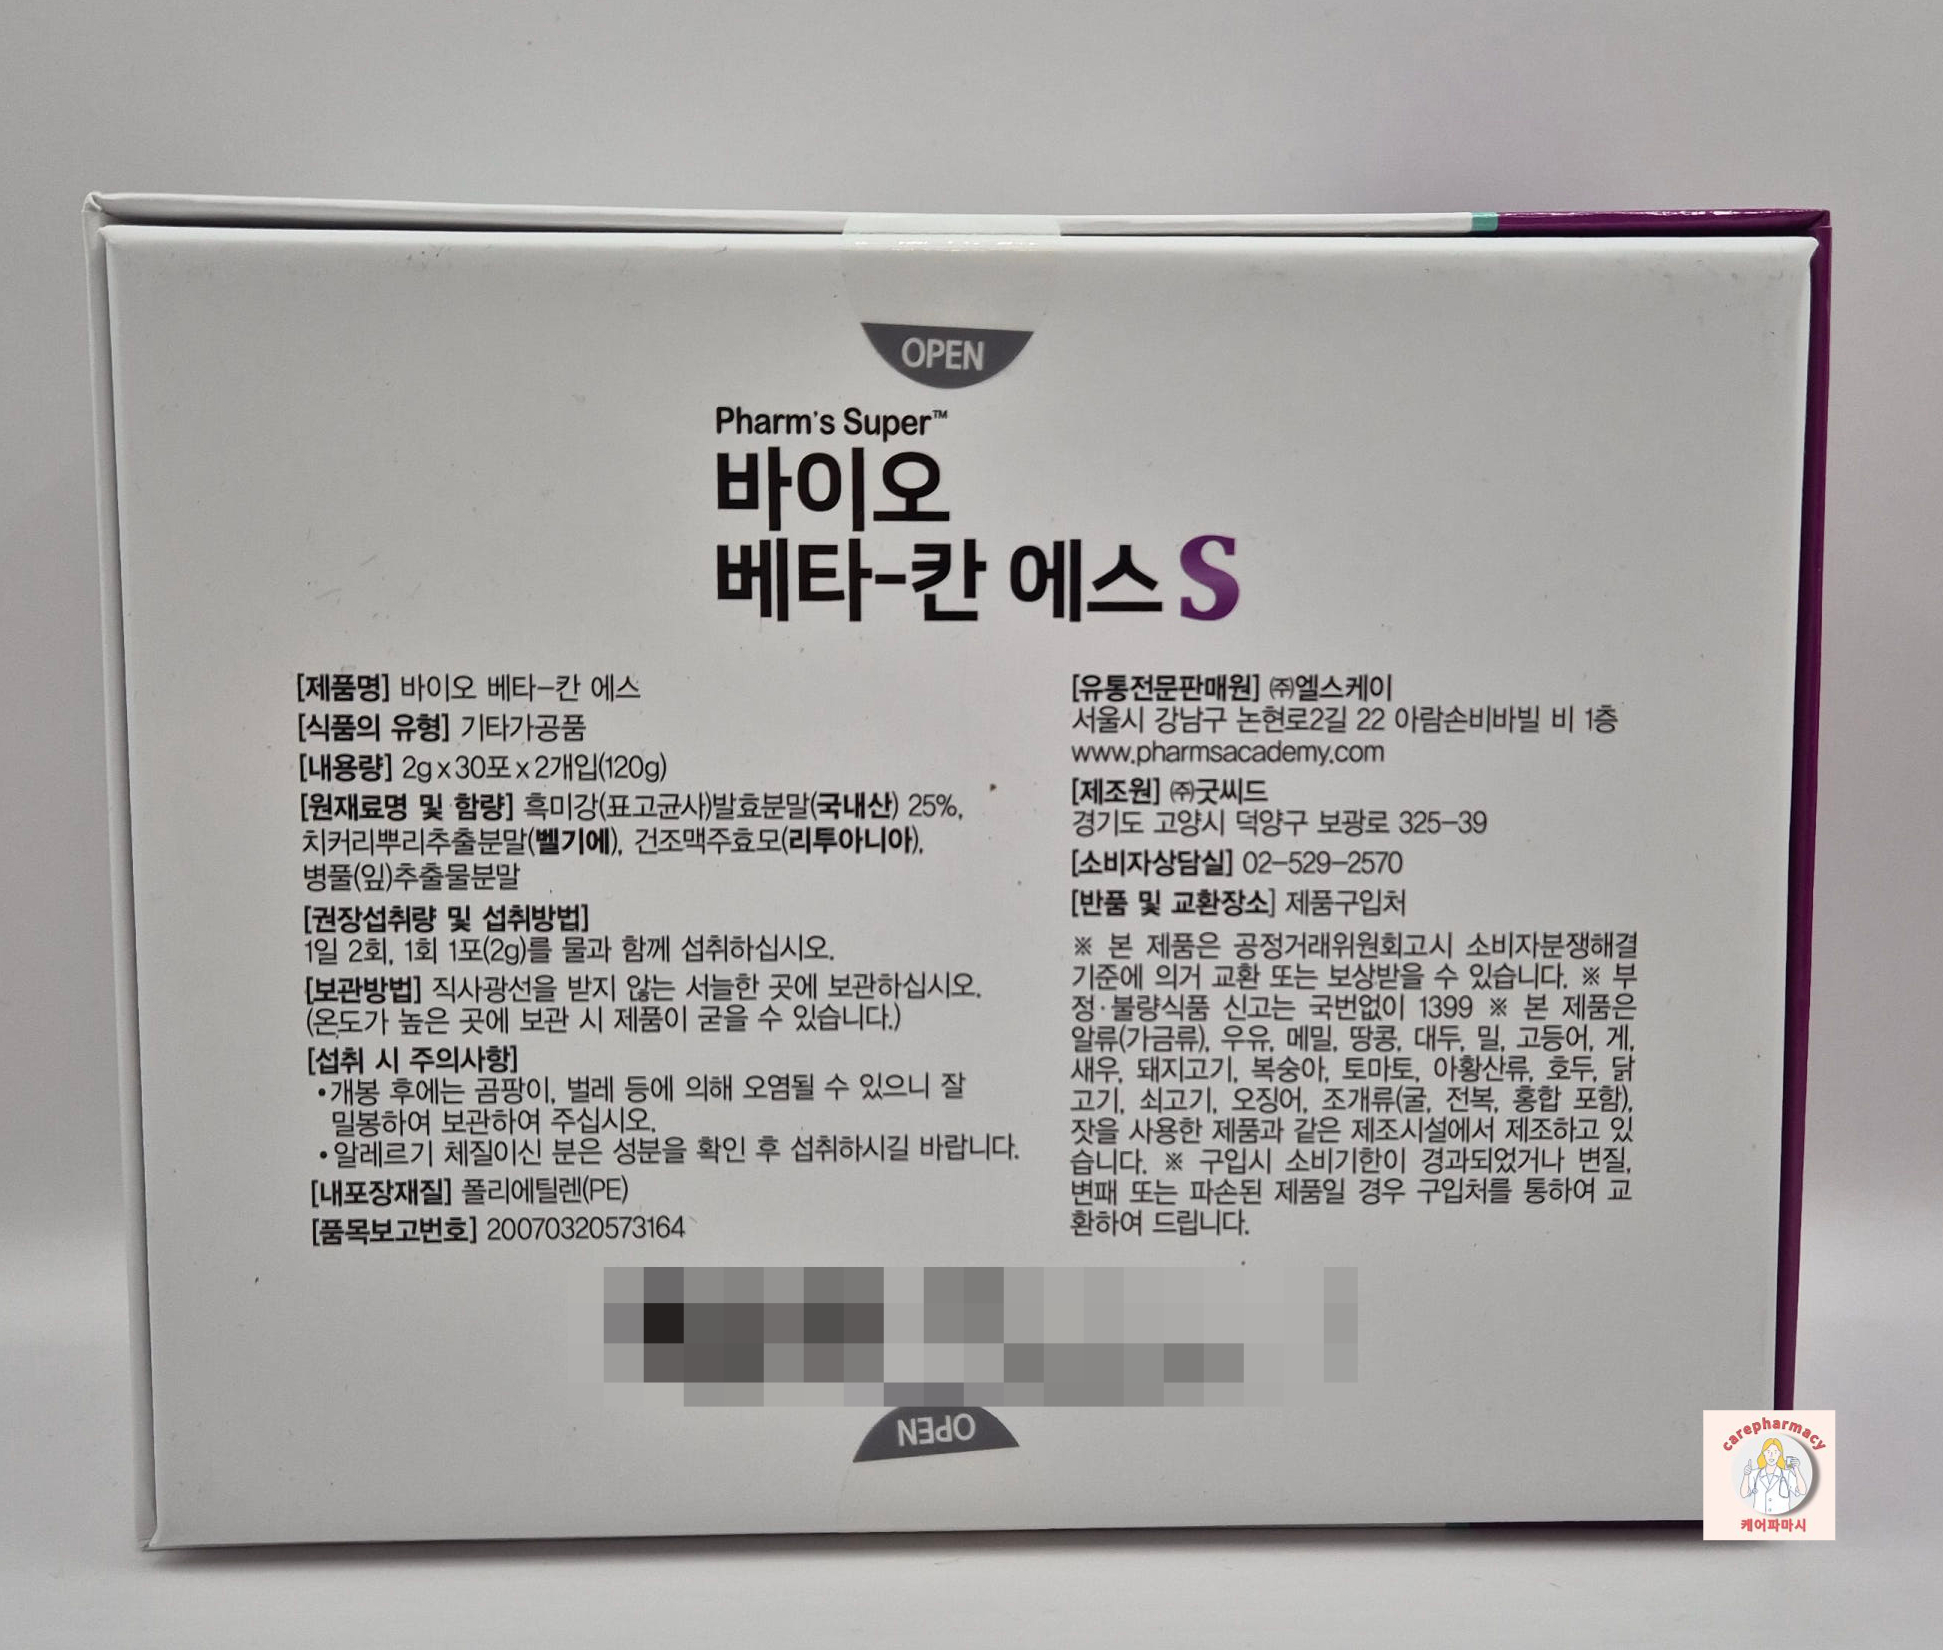 OPEN
Pharm's Super™
바이오
베타-칸 에스 S
[제품명] 바이오 베타-칸 에스
[식품의 유형] 기타가공품
[내용량] 2g x 30포 x 2개입(120g)
[원재료명 및 함량] 흑미강(표고균사)발효분말(국내산) 25%,
치커리뿌리추출분말(벨기에), 건조맥주효모(리투아니아),
병풀(잎)추출물분말
[권장섭취량 및 섭취방법]
1일 2회, 1회 1포(2g)를 물과 함께 섭취하십시오.
[보관방법] 직사광선을 받지 않는 서늘한 곳에 보관하십시오.
(온도가 높은 곳에 보관 시 제품이 굳을 수 있습니다.)
[섭취 시 주의사항]
•개봉 후에는 곰팡이, 벌레 등에 의해 오염될 수 있으니 잘
밀봉하여 보관하여 주십시오.
•알레르기 체질이신 분은 성분을 확인 후 섭취하시길 바랍니다.
[내포장재질] 폴리에틸렌(PE)
[품목보고번호] 20070320573164
[유통전문판매원] ㈜엘스케이
서울시 강남구 논현로2길 22 아람손비바빌 비 1층
www.pharmsacademy.com
[제조원] ㈜굿씨드
경기도 고양시 덕양구 보광로 325-39
[소비자상담실] 02-529-2570
[반품 및 교환장소] 제품구입처
※ 본 제품은 공정거래위원회고시 소비자분쟁해결
기준에 의거 교환 또는 보상받을 수 있습니다. ※ 부
정·불량식품 신고는 국번없이 1399 ※ 본 제품은
알류(가금류), 우유, 메밀, 땅콩, 대두, 밀, 고등어, 게,
새우, 돼지고기, 복숭아, 토마토, 아황산류, 호두, 닭
고기, 쇠고기, 오징어, 조개류(굴, 전복, 홍합 포함),
잣을 사용한 제품과 같은 제조시설에서 제조하고 있
습니다. ※ 구입시 소비기한이 경과되었거나 변질,
변패 또는 파손된 제품일 경우 구입처를 통하여 교
환하여 드립니다.
OPEN
carepharmacy
케어파마시